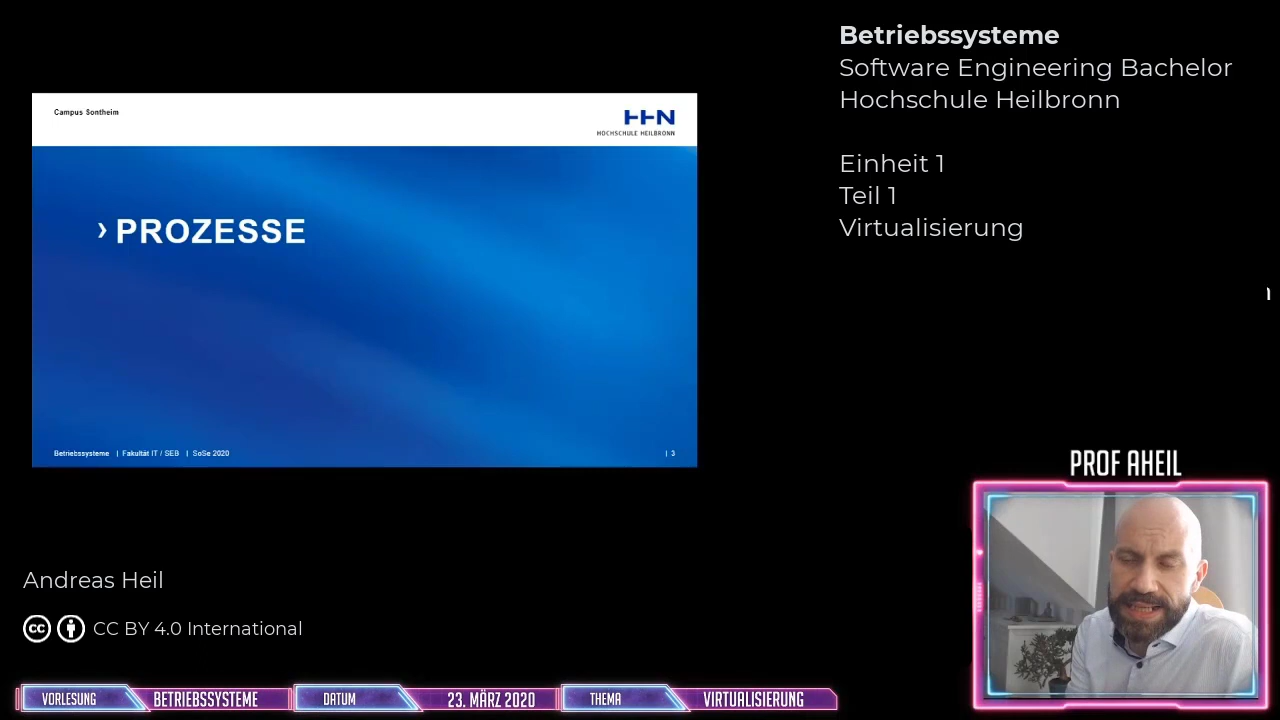 Betriebssysteme
Software Engineering Bachelor
Hochschule Heilbronn
Einheit 1
Teil 1
Virtualisierung
Campus Sontheim
HHN
HOCHSCHULE HEILBRONN
› PROZESSE
Betriebssysteme | Fakultät IT / SEB | SoSe 2020
| 3
PROF AHEIL
Andreas Heil
CC BY 4.0 International
VORLESUNG BETRIEBSSYSTEME DATUM 23. MÄRZ 2020 THEMA VIRTUALISIERUNG